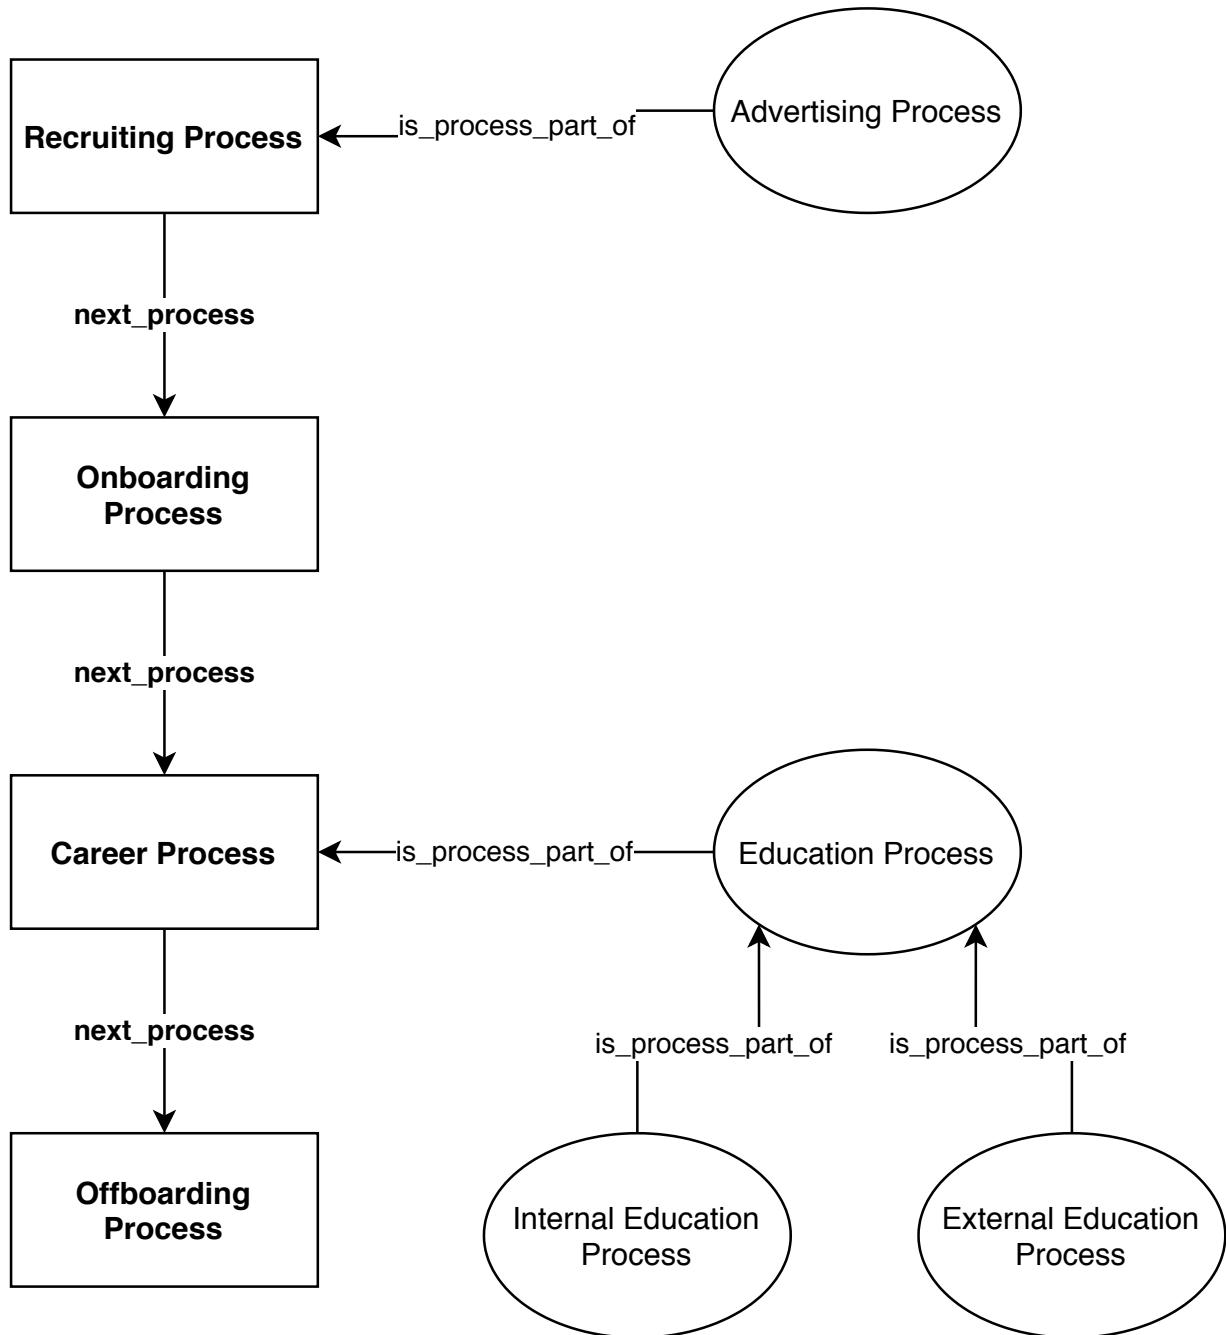 Recruiting Process
is_process_part_of
Advertising Process
next_process
Onboarding
Process
next_process
Career Process
is_process_part_of
Education Process
next_process
is_process_part_of
is_process_part_of
Offboarding
Process
Internal Education
Process
External Education
Process